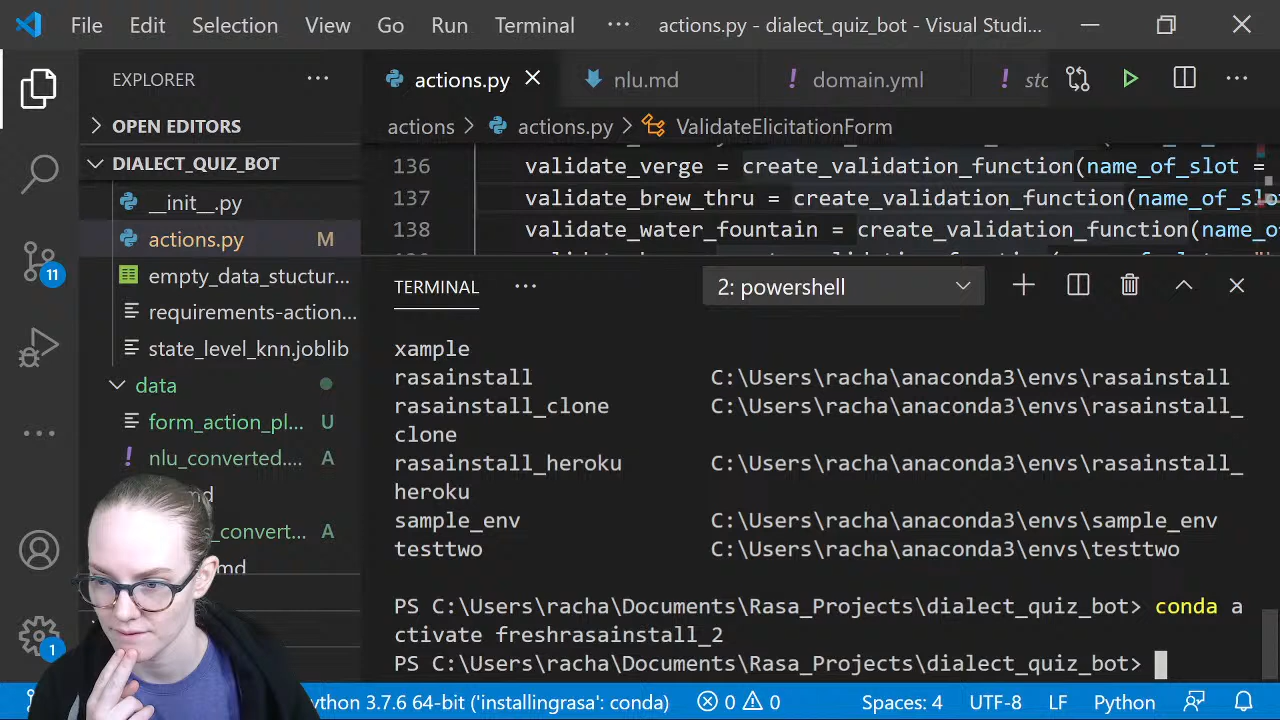 File Edit Selection View Go Run Terminal ··· actions.py - dialect_quiz_bot - Visual Studi...
EXPLORER ···
actions.py
nlu.md
! domain.yml
! sto
OPEN EDITORS
actions > actions.py > ValidateElicitationForm
DIALECT_QUIZ_BOT
__init__.py
actions.py M
empty_data_stuctur...
requirements-action...
state_level_knn.joblib
data
form_action_pl... U
! nlu_converted.... A
_convert... A
11
1
136 validate_verge = create_validation_function(name_of_slot =
137 validate_brew_thru = create_validation_function(name_of_slo
138 validate_water_fountain = create_validation_function(name_o
TERMINAL ··· 2: powershell
xample
rasainstall C:\Users\racha\anaconda3\envs\rasainstall
rasainstall_clone C:\Users\racha\anaconda3\envs\rasainstall_
clone
rasainstall_heroku C:\Users\racha\anaconda3\envs\rasainstall_
heroku
sample_env C:\Users\racha\anaconda3\envs\sample_env
testtwo C:\Users\racha\anaconda3\envs\testtwo
PS C:\Users\racha\Documents\Rasa_Projects\dialect_quiz_bot> conda a
ctivate freshrasainstall_2
PS C:\Users\racha\Documents\Rasa_Projects\dialect_quiz_bot>
ython 3.7.6 64-bit ('installingrasa': conda) 0 0 Spaces: 4 UTF-8 LF Python